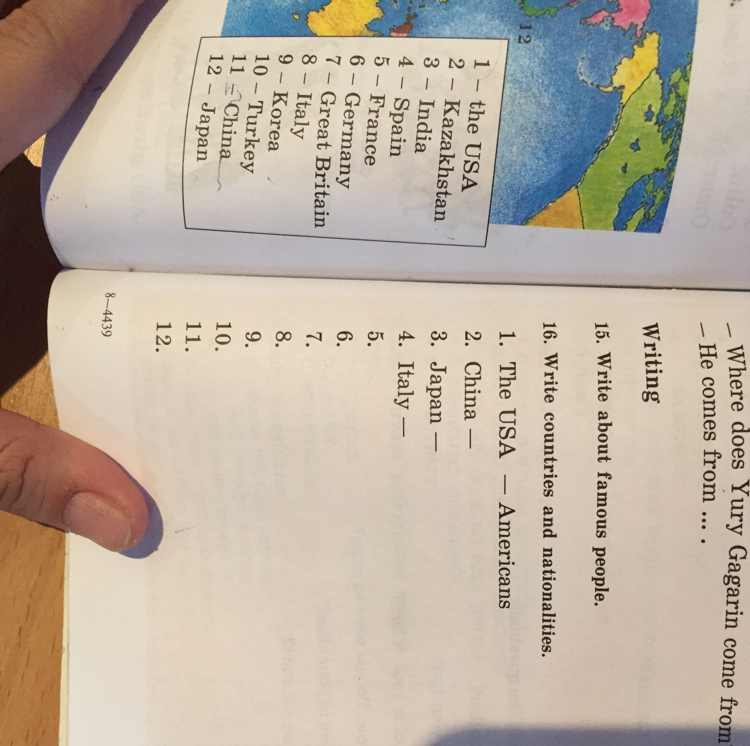 12
1 – the USA
2 – Kazakhstan
3 – India
4 – Spain
5 – France
6 – Germany
7 – Great Britain
8 – Italy
9 – Korea
10 – Turkey
11 – China
12 – Japan
– Where does Yury Gagarin come from
– He comes from ... .
Writing
15. Write about famous people.
16. Write countries and nationalities.
1. The USA — Americans
2. China —
3. Japan —
4. Italy —
5.
6.
7.
8.
9.
10.
11.
12.
8—4439